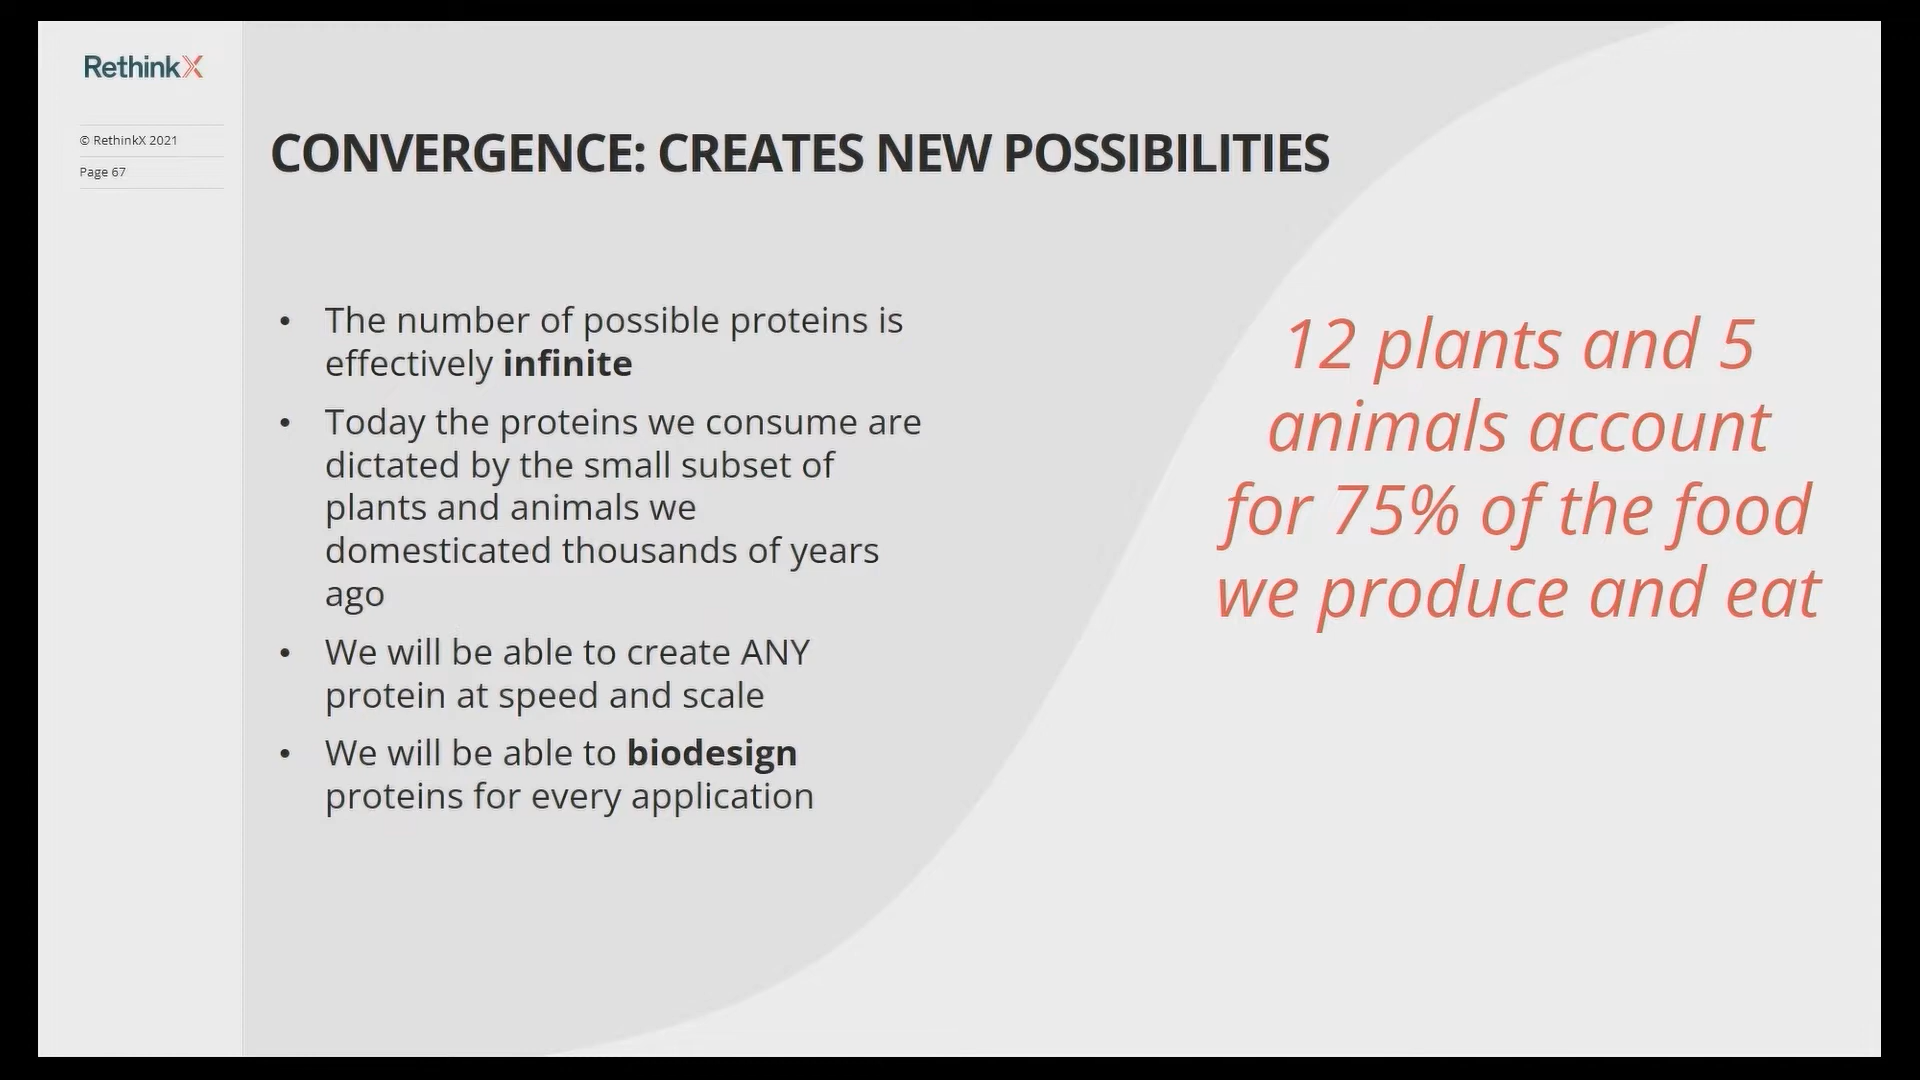 RethinkX
© RethinkX 2021
Page 67
CONVERGENCE: CREATES NEW POSSIBILITIES
• The number of possible proteins is
effectively infinite
• Today the proteins we consume are
dictated by the small subset of
plants and animals we
domesticated thousands of years
ago
• We will be able to create ANY
protein at speed and scale
• We will be able to biodesign
proteins for every application
12 plants and 5
animals account
for 75% of the food
we produce and eat